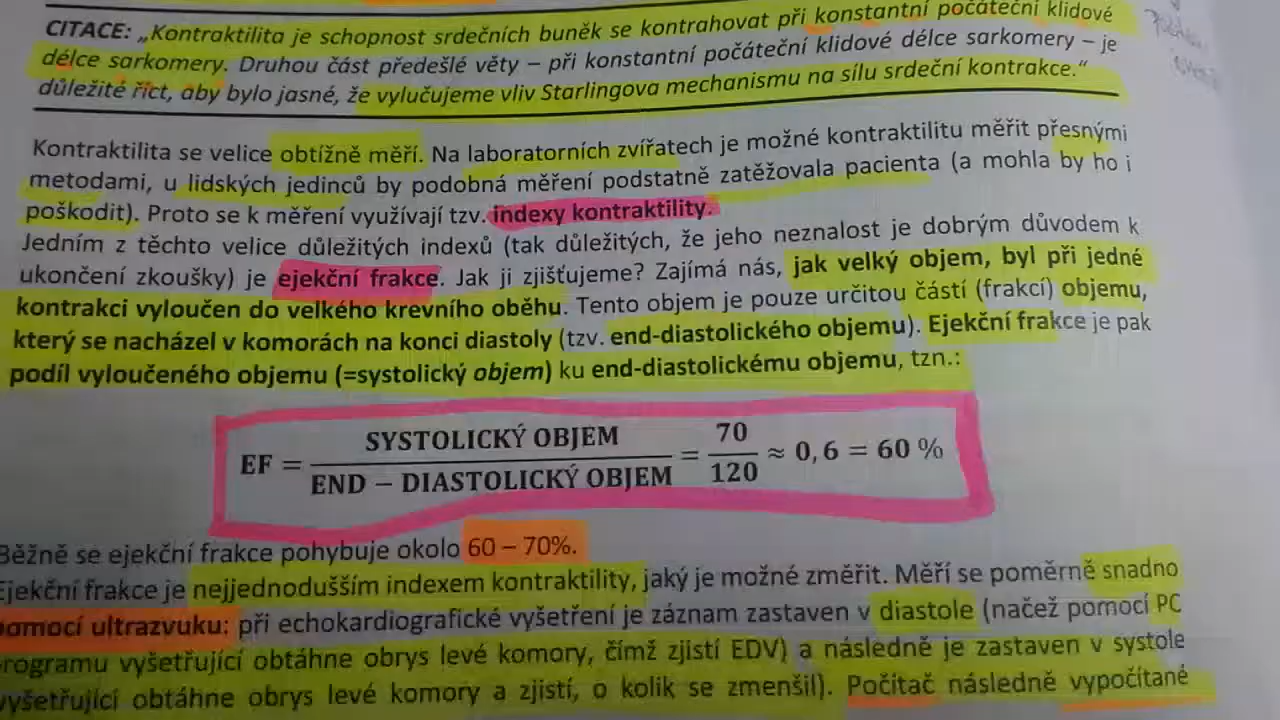 CITACE: „Kontraktilita je schopnost srdečních buněk se kontrahovat při konstantní počáteční klidové
délce sarkomery. Druhou část předešlé věty – při konstantní počáteční klidové délce sarkomery – je
důležité říct, aby bylo jasné, že vylučujeme vliv Starlingova mechanismu na sílu srdeční kontrakce.“
Kontraktilita se velice obtížně měří. Na laboratorních zvířatech je možné kontraktilitu měřit přesnými
metodami, u lidských jedinců by podobná měření podstatně zatěžovala pacienta (a mohla by ho i
poškodit). Proto se k měření využívají tzv. indexy kontraktility.
Jedním z těchto velice důležitých indexů (tak důležitých, že jeho neznalost je dobrým důvodem k
ukončení zkoušky) je ejekční frakce. Jak ji zjišťujeme? Zajímá nás, jak velký objem, byl při jedné
kontrakci vyloučen do velkého krevního oběhu. Tento objem je pouze určitou částí (frakcí) objemu,
který se nacházel v komorách na konci diastoly (tzv. end-diastolického objemu). Ejekční frakce je pak
podíl vyloučeného objemu (=systolický objem) ku end-diastolickému objemu, tzn.:
EF = SYSTOLICKÝ OBJEM / END − DIASTOLICKÝ OBJEM = 70 / 120 ≈ 0,6 = 60 %
Běžně se ejekční frakce pohybuje okolo 60 – 70%.
Ejekční frakce je nejjednodušším indexem kontraktility, jaký je možné změřit. Měří se poměrně snadno
pomocí ultrazvuku: při echokardiografické vyšetření je záznam zastaven v diastole (načež pomocí PC
programu vyšetřující obtáhne obrys levé komory, čímž zjistí EDV) a následně je zastaven v systole
vyšetřující obtáhne obrys levé komory a zjistí, o kolik se zmenšil). Počítač následně vypočítané